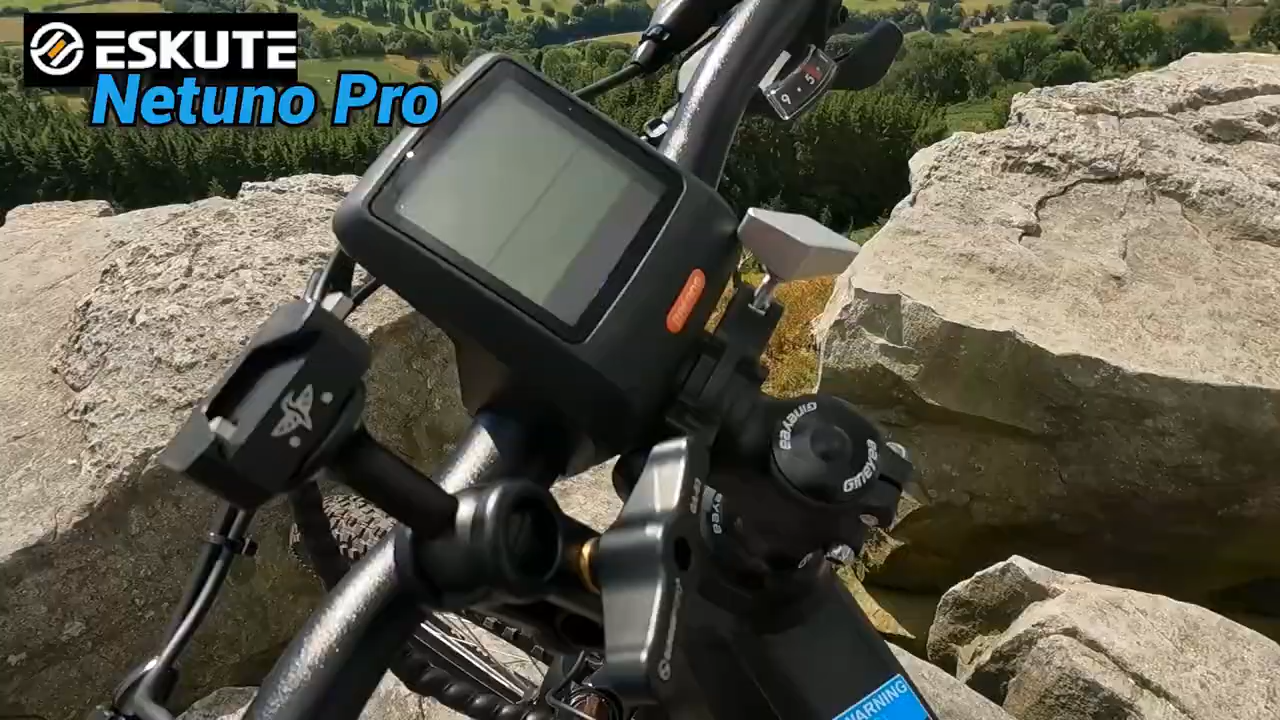 ESKUTE
Netuno Pro
9 • 5
Gineyea
Gineyea
WARNING